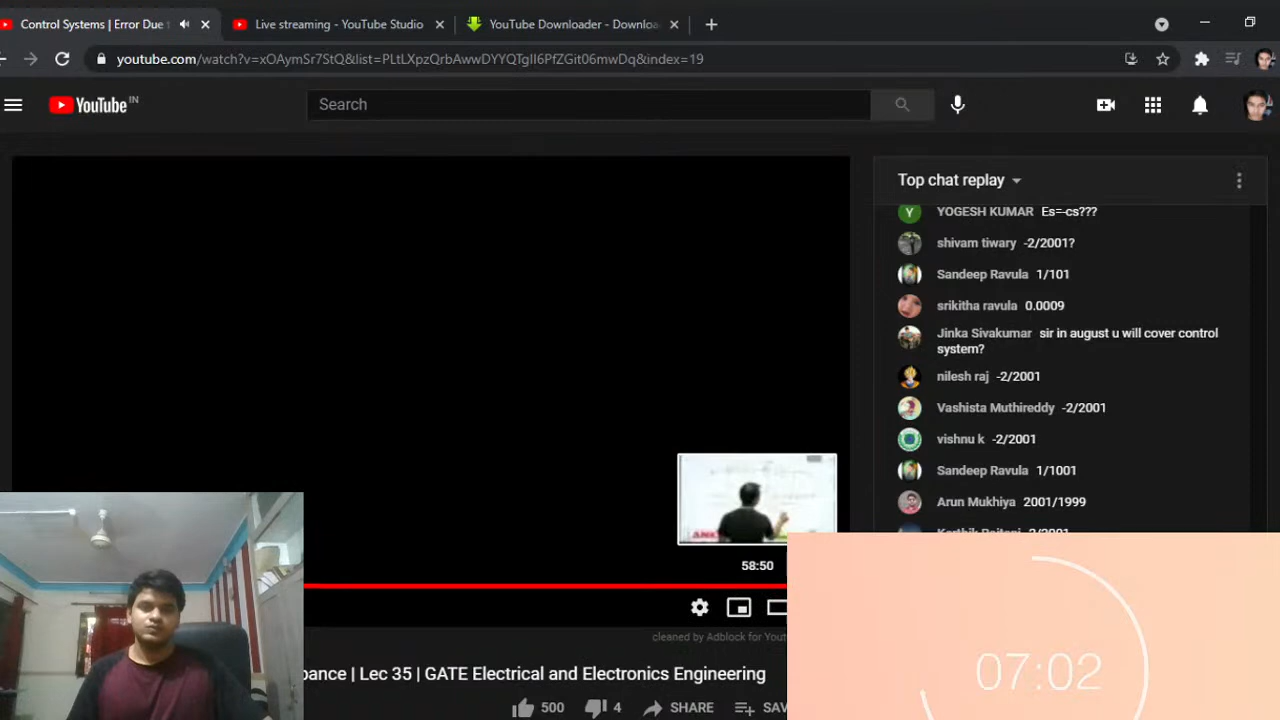 Control Systems | Error Due t
Live streaming - YouTube Studio
YouTube Downloader - Downloa
youtube.com/watch?v=xOAymSr7StQ&list=PLtLXpzQrbAwwDYYQTgII6PfZGit06mwDq&index=19
YouTube IN
Search
Top chat replay
YOGESH KUMAR Es=-cs???
shivam tiwary -2/2001?
Sandeep Ravula 1/101
srikitha ravula 0.0009
Jinka Sivakumar sir in august u will cover control
system?
nilesh raj -2/2001
Vashista Muthireddy -2/2001
vishnu k -2/2001
Sandeep Ravula 1/1001
Arun Mukhiya 2001/1999
58:50
cleaned by Adblock for Yout
bance | Lec 35 | GATE Electrical and Electronics Engineering
500
4
SHARE
SAV
07:02